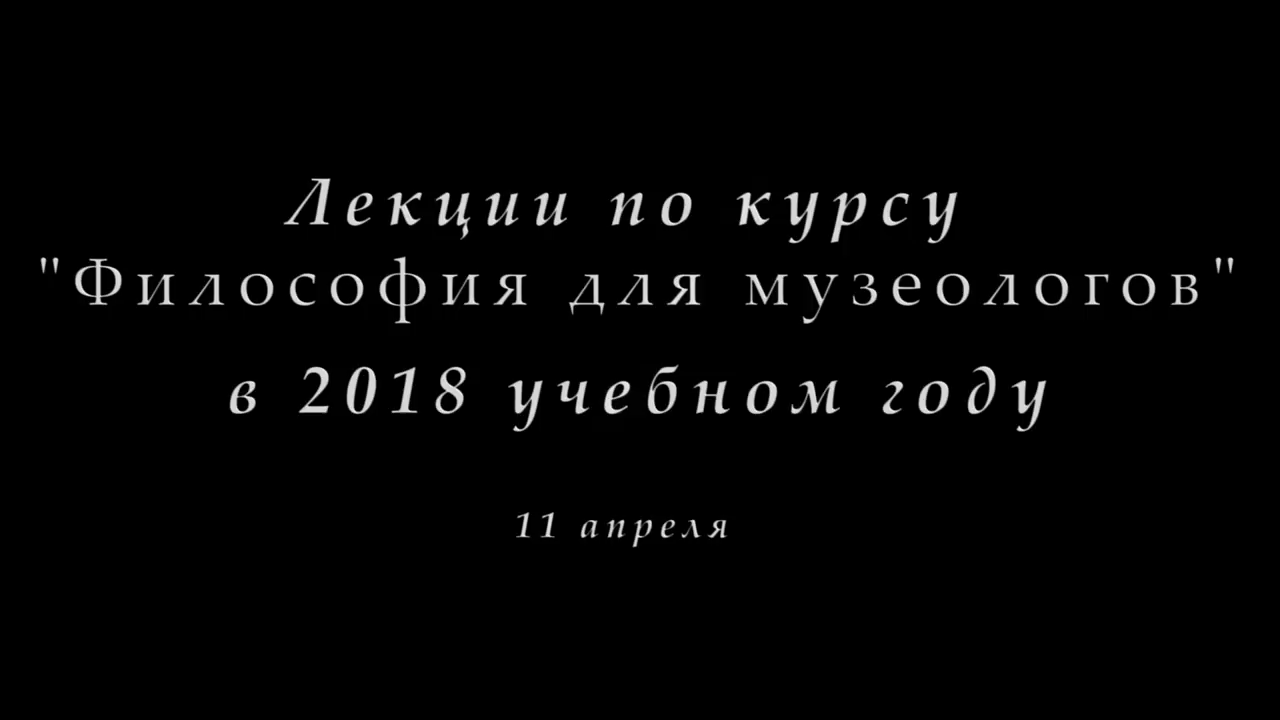 Лекции по курсу
"Философия для музеологов"
в 2018 учебном году
11 апреля